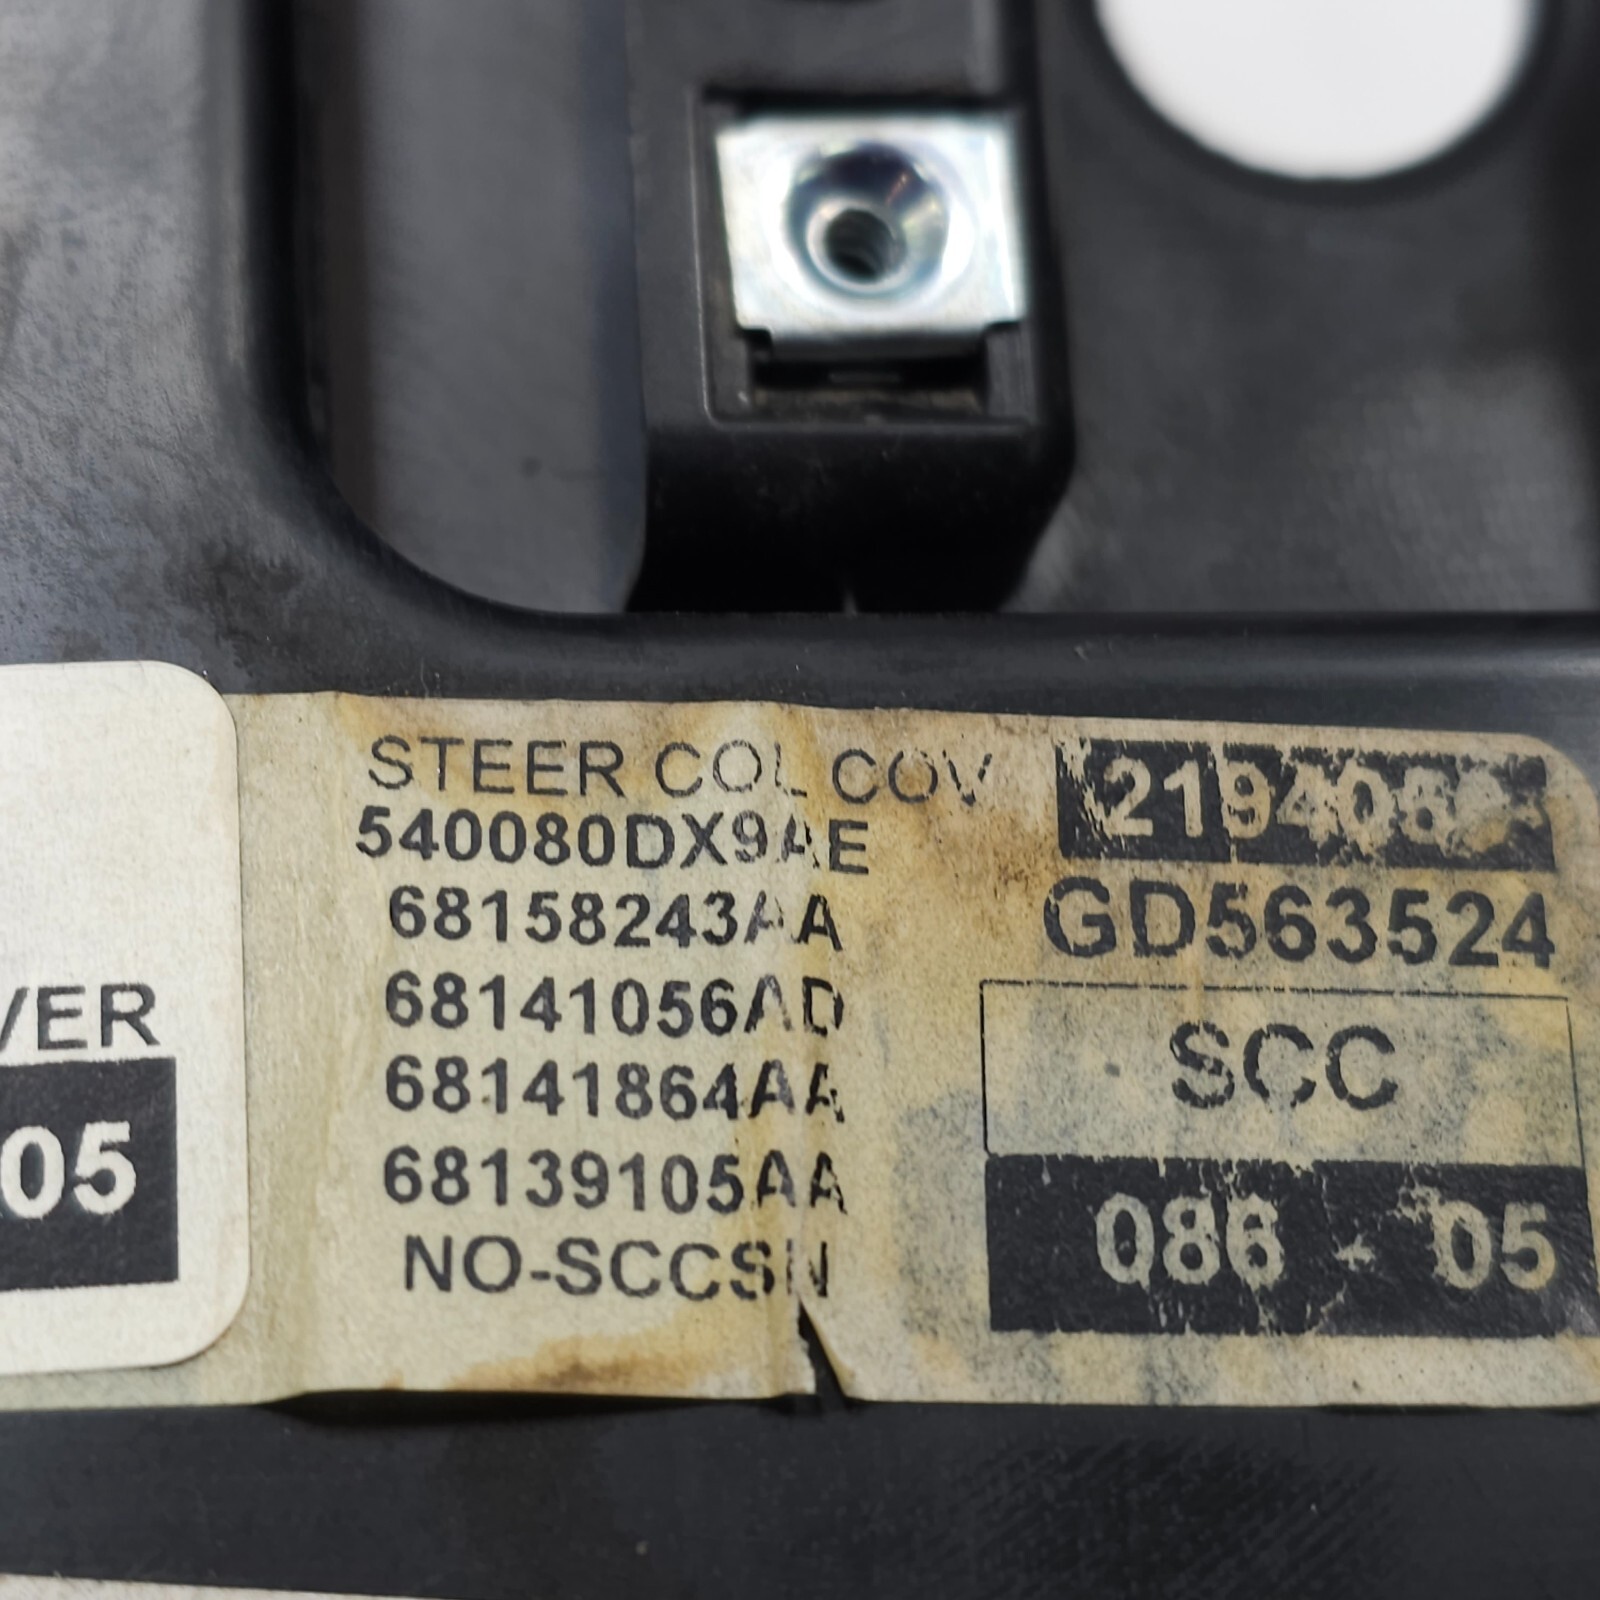 VER
05
STEER COL COV
540080DX9AE
68158243AA
68141056AD
68141864AA
68139105AA
NO-SCCSN
GD563524
SCC
086 - 05